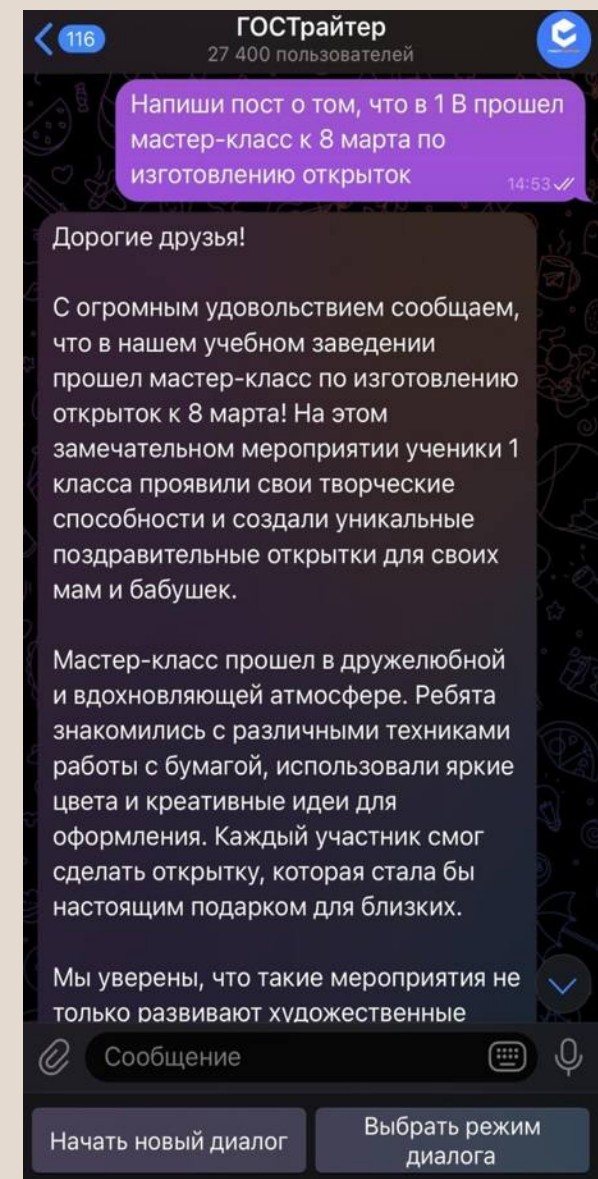 116
ГОСТрайтер
27 400 пользователей
Напиши пост о том, что в 1 В прошел
мастер-класс к 8 марта по
изготовлению открыток
14:53
Дорогие друзья!
С огромным удовольствием сообщаем,
что в нашем учебном заведении
прошел мастер-класс по изготовлению
открыток к 8 марта! На этом
замечательном мероприятии ученики 1
класса проявили свои творческие
способности и создали уникальные
поздравительные открытки для своих
мам и бабушек.
Мастер-класс прошел в дружелюбной
и вдохновляющей атмосфере. Ребята
знакомились с различными техниками
работы с бумагой, использовали яркие
цвета и креативные идеи для
оформления. Каждый участник смог
сделать открытку, которая стала бы
настоящим подарком для близких.
Мы уверены, что такие мероприятия не
только развивают художественные
Сообщение
Начать новый диалог
Выбрать режим
диалога